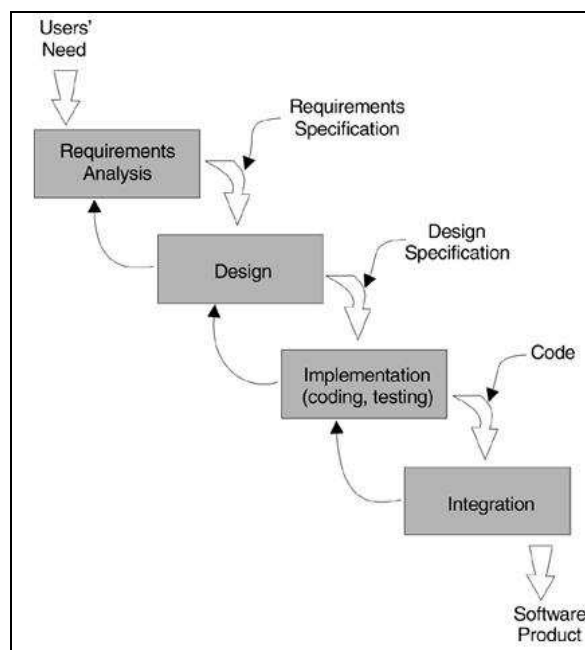 Users'
Need
Requirements
Specification
Requirements
Analysis
Design
Specification
Design
Code
Implementation
(coding, testing)
Integration
Software
Product